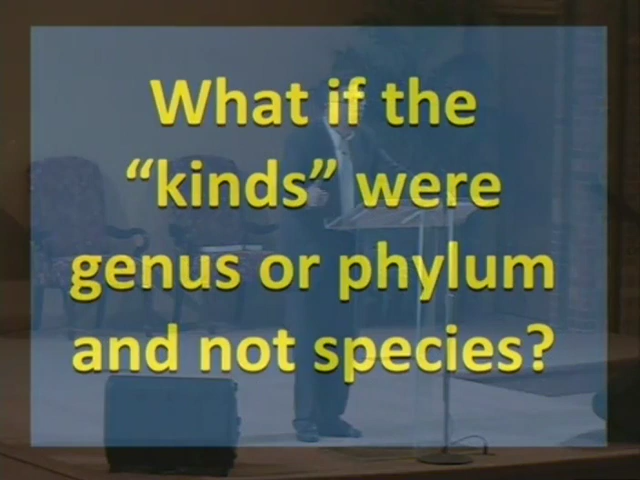 What if the
“kinds” were
genus or phylum
and not species?